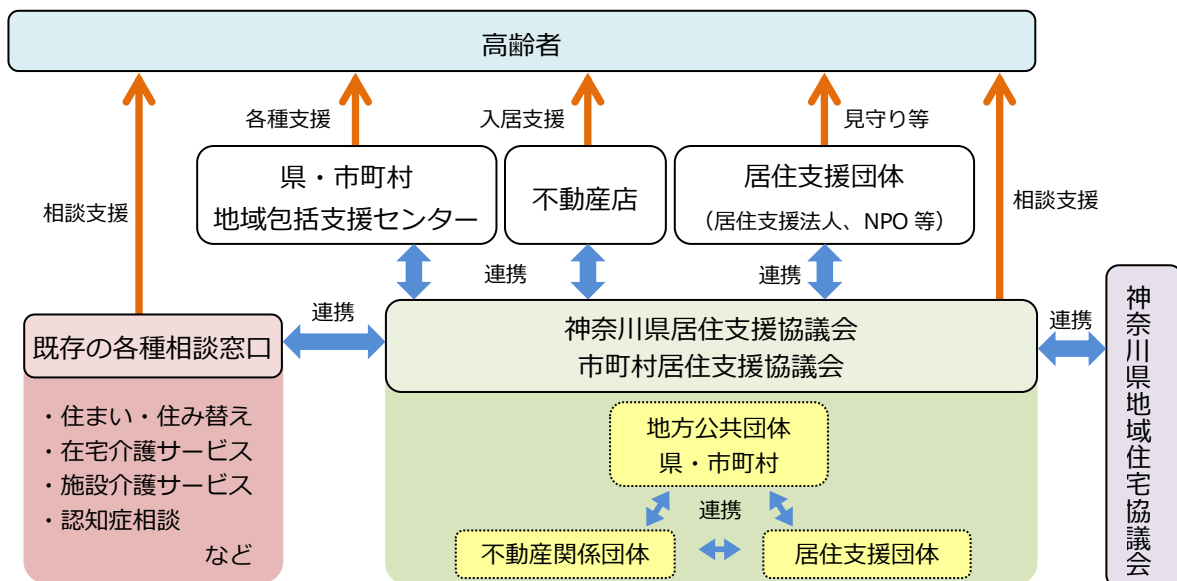 高齢者
各種支援
入居支援
見守り等
相談支援
県・市町村
地域包括支援センター
不動産店
居住支援団体
（居住支援法人、NPO 等）
相談支援
連携
連携
連携
連携
既存の各種相談窓口
・住まい・住み替え
・在宅介護サービス
・施設介護サービス
・認知症相談
など
神奈川県居住支援協議会
市町村居住支援協議会
地方公共団体
県・市町村
連携
不動産関係団体
居住支援団体
神奈川県地域住宅協議会